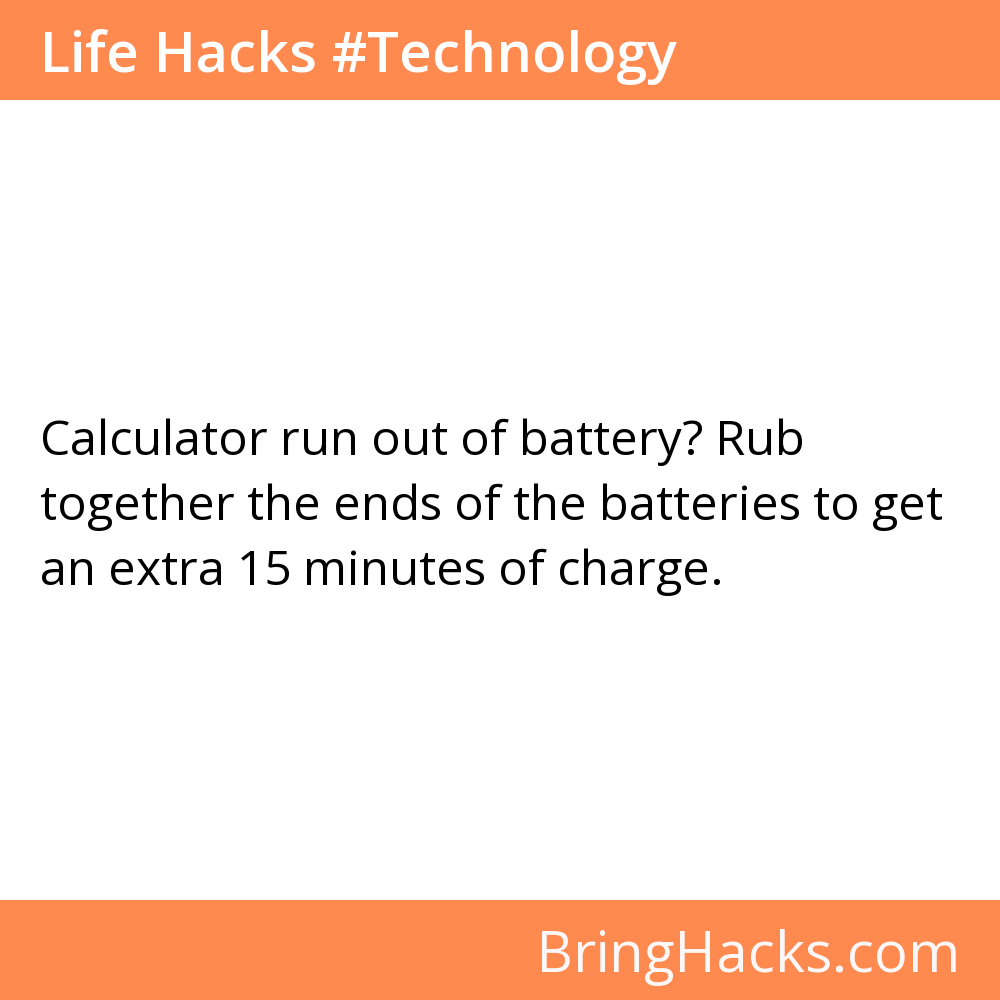 Life Hacks #Technology
Calculator run out of battery? Rub
together the ends of the batteries to get
an extra 15 minutes of charge.
BringHacks.com